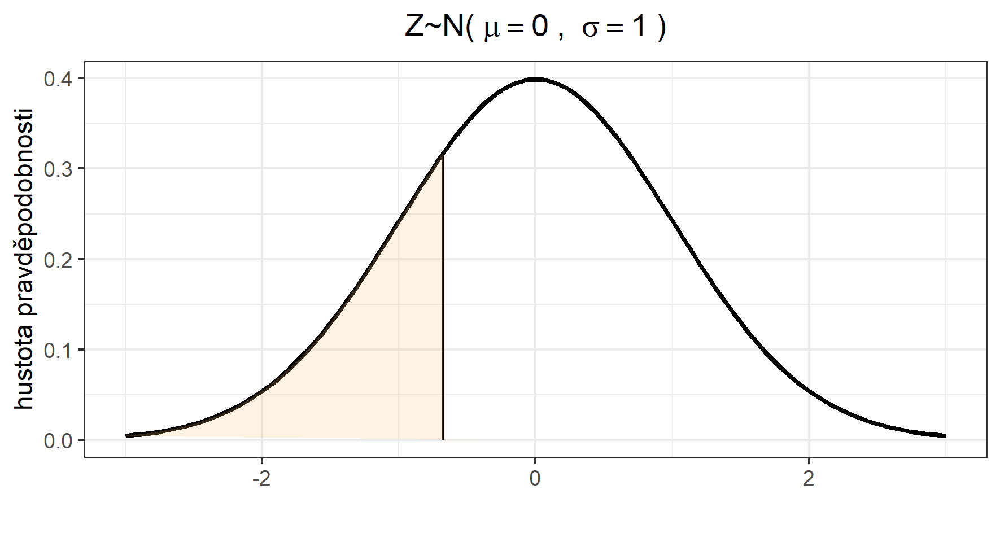 Z~N( μ = 0 , σ = 1 )
hustota pravděpodobnosti
0.4
0.3
0.2
0.1
0.0
-2 0 2